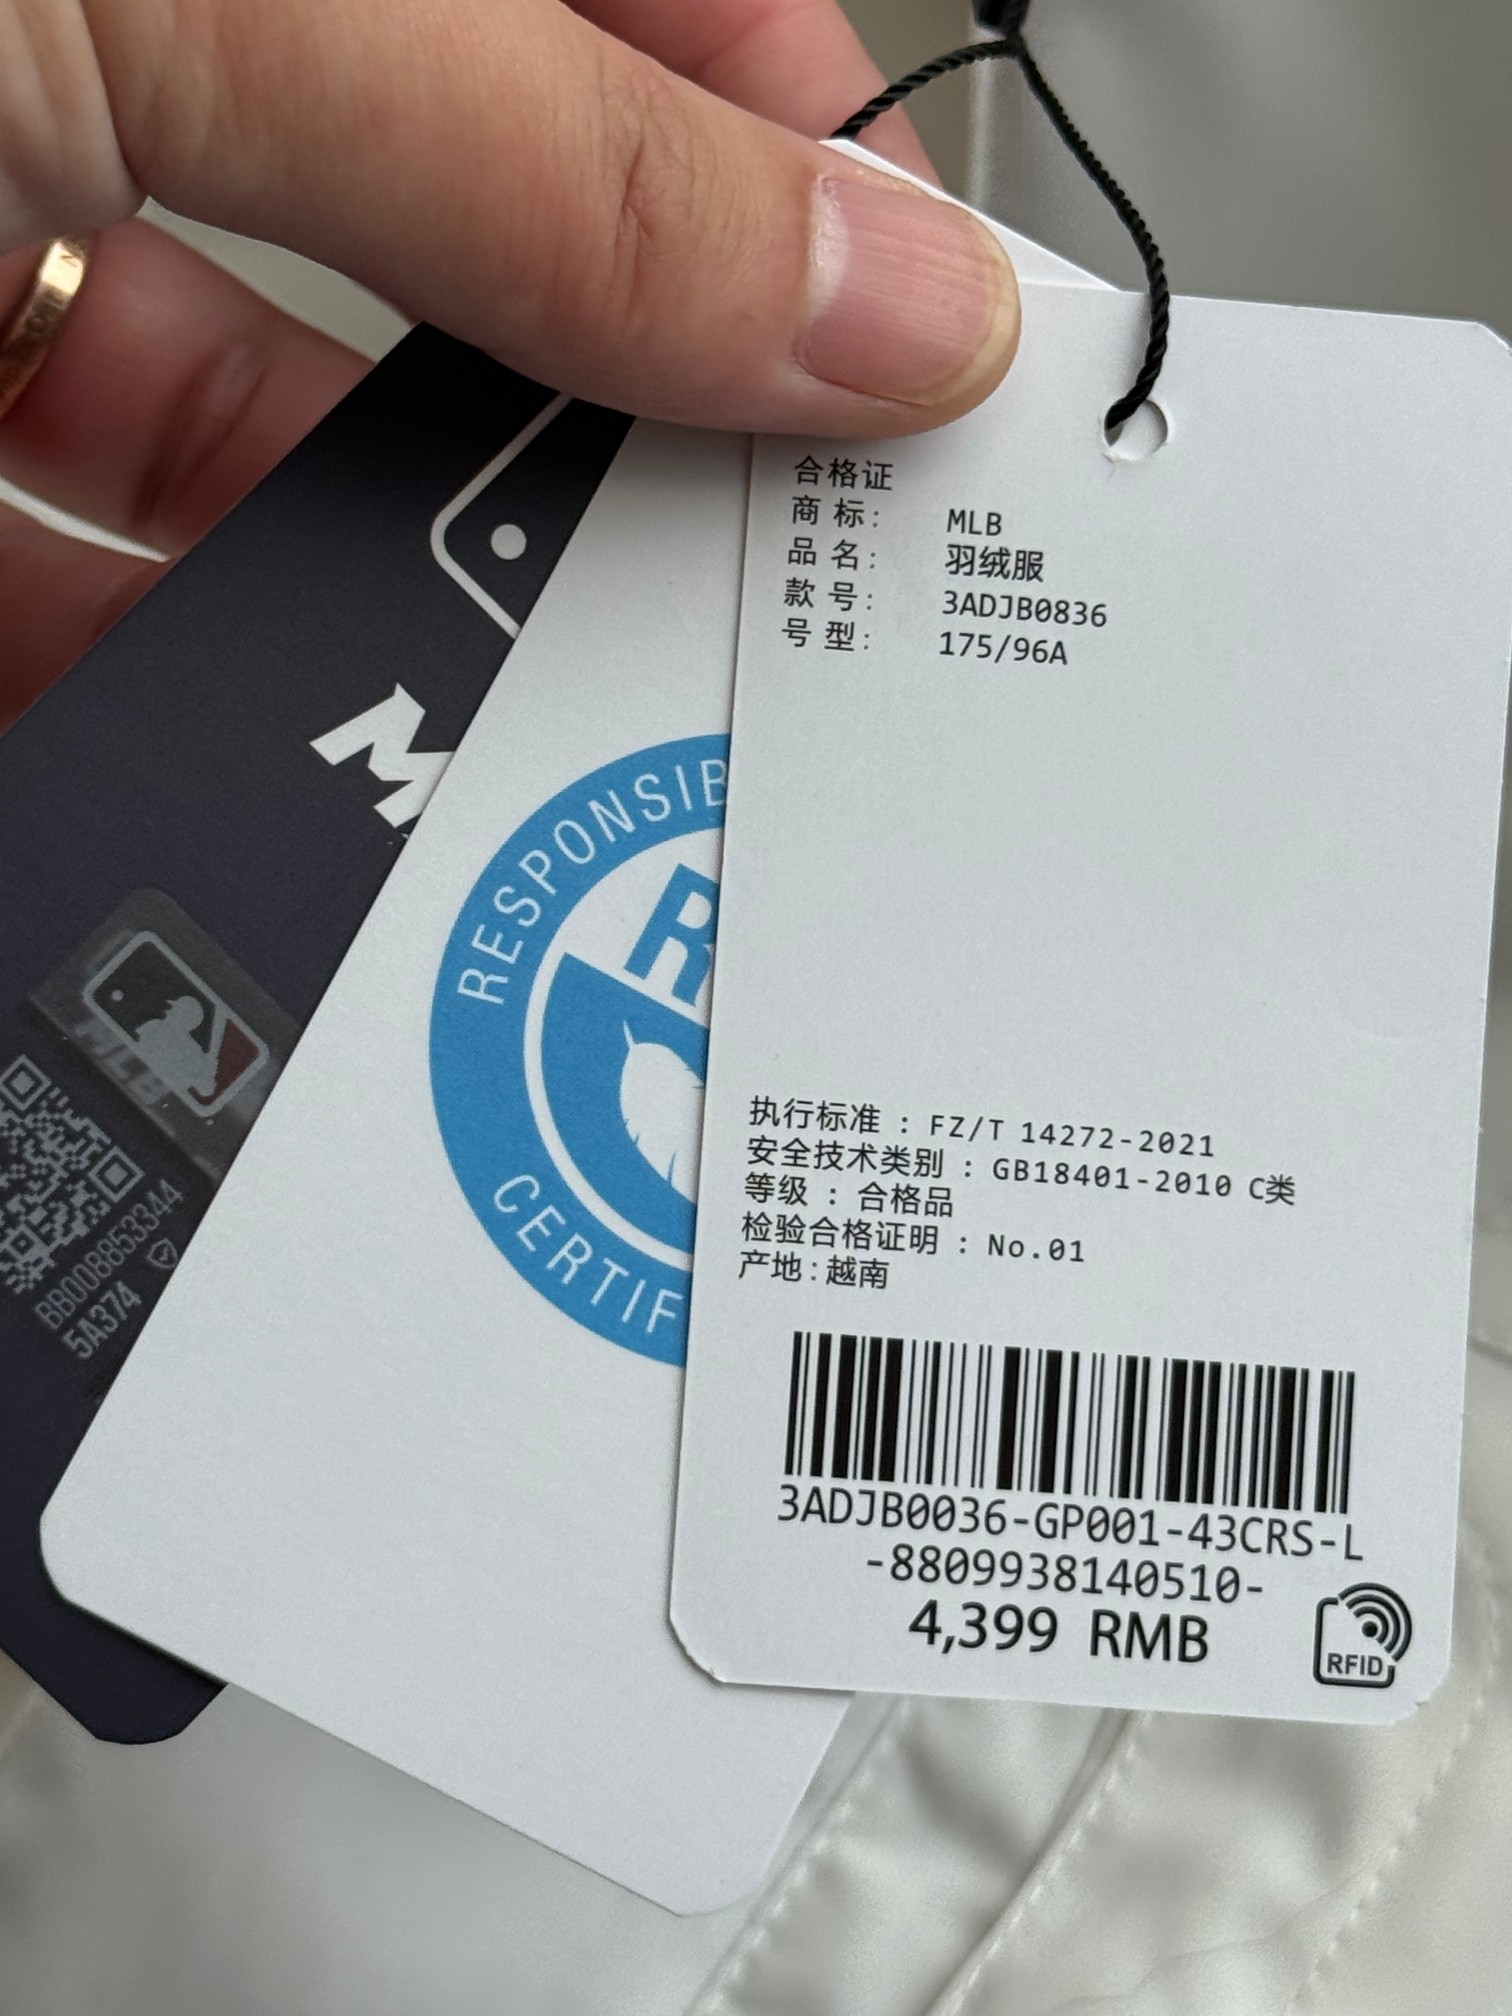 合格证
商 标： MLB
品 名： 羽绒服
款 号： 3ADJB0836
号 型： 175/96A
执行标准 : FZ/T 14272-2021
安全技术类别 : GB18401-2010 C类
等级 : 合格品
检验合格证明 : No.01
产地:越南
3ADJB0036-GP001-43CRS-L
-8809938140510-
4,399 RMB
RFID
RESPONSIB
R
CERTIF
M
MLB
BB00885334​4
5A374